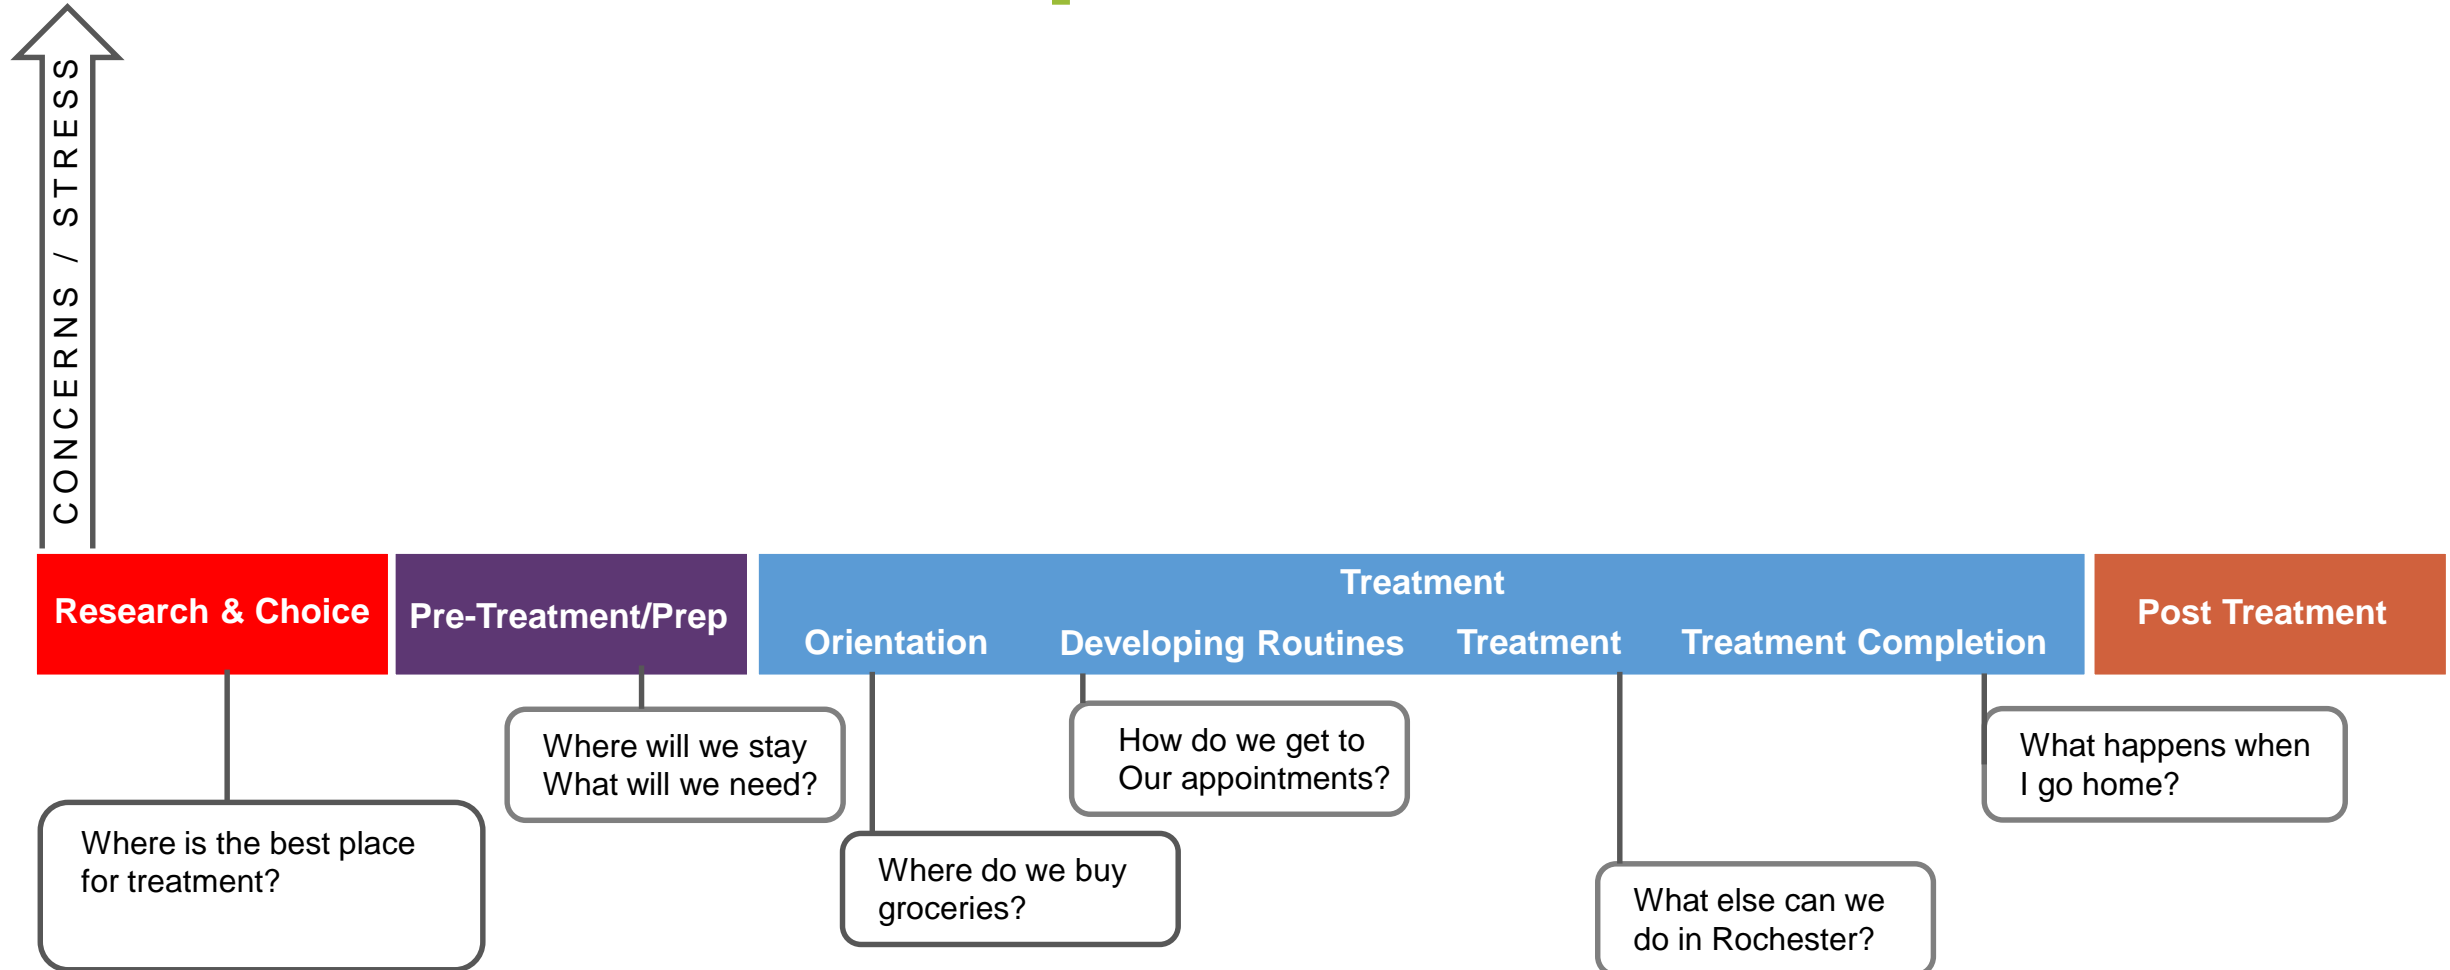 CONCERNS / STRESS
Research & Choice
Pre-Treatment/Prep
Treatment
Orientation
Developing Routines
Treatment
Treatment Completion
Post Treatment
Where is the best place
for treatment?
Where will we stay
What will we need?
Where do we buy
groceries?
How do we get to
Our appointments?
What else can we
do in Rochester?
What happens when
I go home?